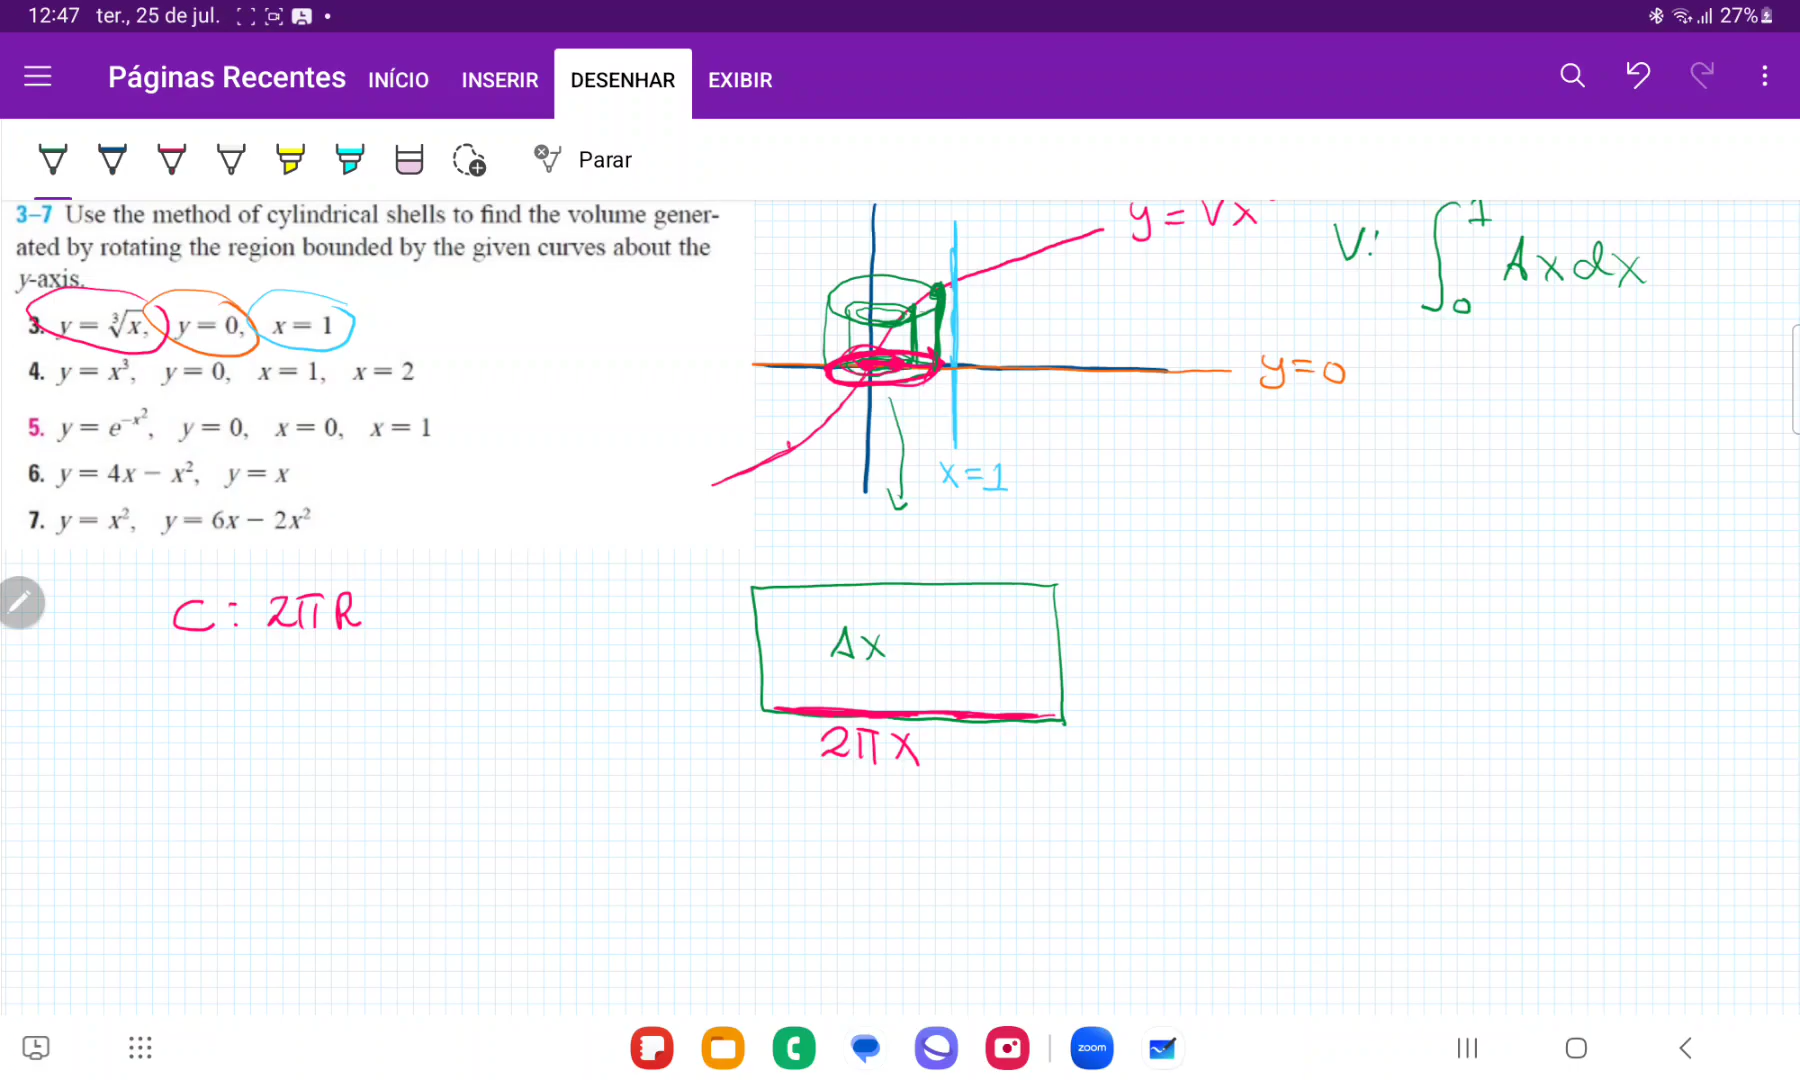 12:47 ter., 25 de jul.
27%
Páginas Recentes INÍCIO INSERIR DESENHAR EXIBIR
Parar
3–7 Use the method of cylindrical shells to find the volume gener-
ated by rotating the region bounded by the given curves about the
y-axis.
3. y = ∛x, y = 0, x = 1
4. y = x³, y = 0, x = 1, x = 2
5. y = e^{−x²}, y = 0, x = 0, x = 1
6. y = 4x − x², y = x
7. y = x², y = 6x − 2x²
y = √x
V: ∫₀¹ Ax dx
y=0
x=1
C: 2πR
Ax
2πx
zoom